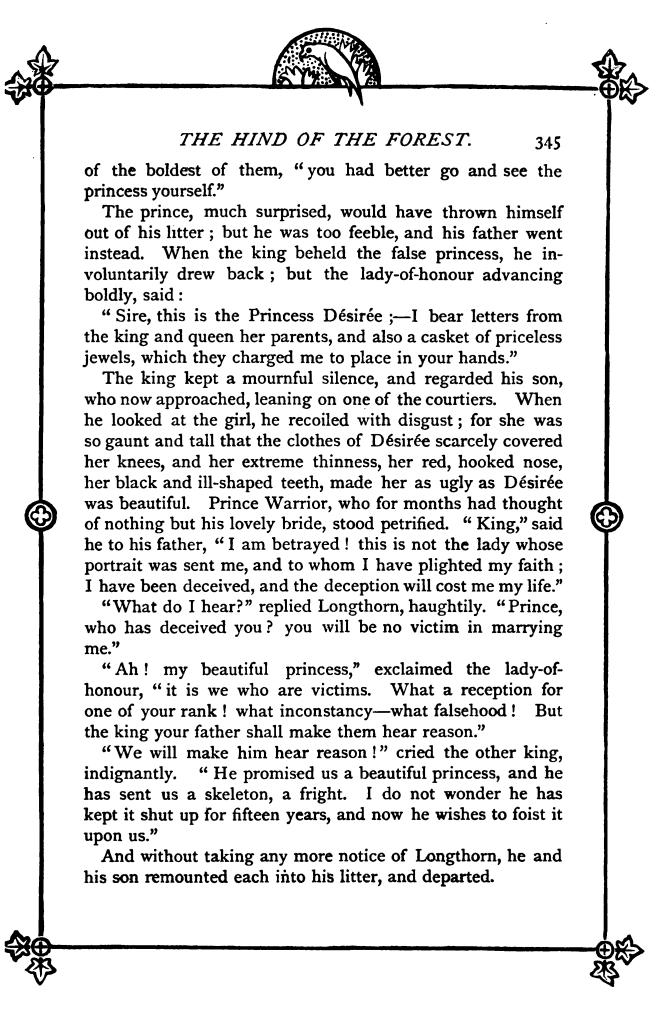 THE HIND OF THE FOREST. 345
of the boldest of them, “you had better go and see the
princess yourself.”
The prince, much surprised, would have thrown himself
out of his litter ; but he was too feeble, and his father went
instead. When the king beheld the false princess, he in-
voluntarily drew back ; but the lady-of-honour advancing
boldly, said :
“ Sire, this is the Princess Désirée ;—I bear letters from
the king and queen her parents, and also a casket of priceless
jewels, which they charged me to place in your hands.”
The king kept a mournful silence, and regarded his son,
who now approached, leaning on one of the courtiers. When
he looked at the girl, he recoiled with disgust ; for she was
so gaunt and tall that the clothes of Désirée scarcely covered
her knees, and her extreme thinness, her red, hooked nose,
her black and ill-shaped teeth, made her as ugly as Désirée
was beautiful. Prince Warrior, who for months had thought
of nothing but his lovely bride, stood petrified. “ King,” said
he to his father, “ I am betrayed ! this is not the lady whose
portrait was sent me, and to whom I have plighted my faith ;
I have been deceived, and the deception will cost me my life.”
“What do I hear?” replied Longthorn, haughtily. “Prince,
who has deceived you ? you will be no victim in marrying
me.”
“Ah ! my beautiful princess,” exclaimed the lady-of-
honour, “ it is we who are victims. What a reception for
one of your rank ! what inconstancy—what falsehood ! But
the king your father shall make them hear reason.”
“We will make him hear reason !” cried the other king,
indignantly. “ He promised us a beautiful princess, and he
has sent us a skeleton, a fright. I do not wonder he has
kept it shut up for fifteen years, and now he wishes to foist it
upon us.”
And without taking any more notice of Longthorn, he and
his son remounted each into his litter, and departed.